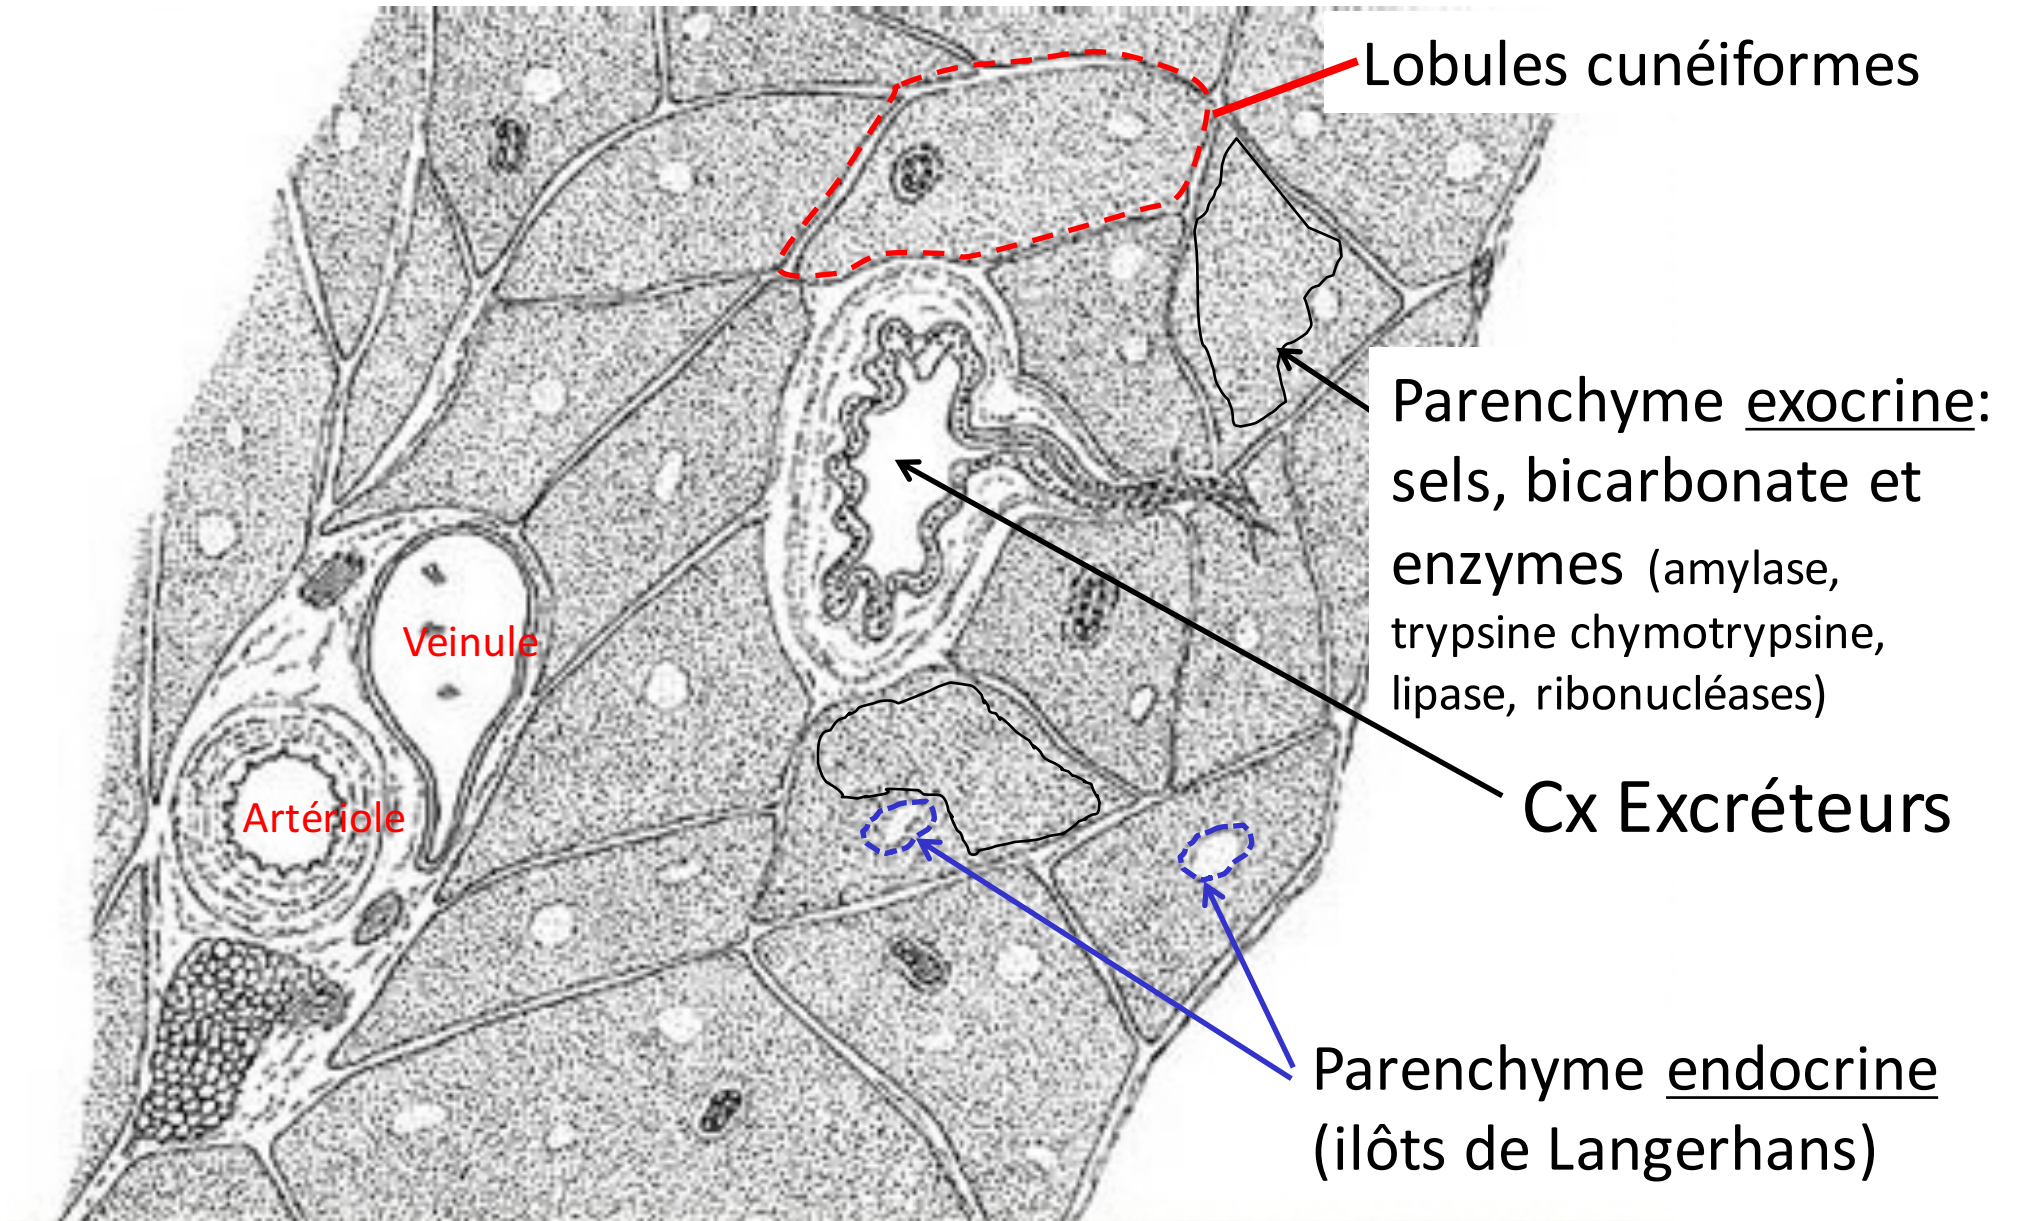 Lobules cunéiformes
Parenchyme exocrine:
sels, bicarbonate et
enzymes (amylase,
trypsine chymotrypsine,
lipase, ribonucléases)
Veinule
Artériole
Cx Excréteurs
Parenchyme endocrine
(ilôts de Langerhans)